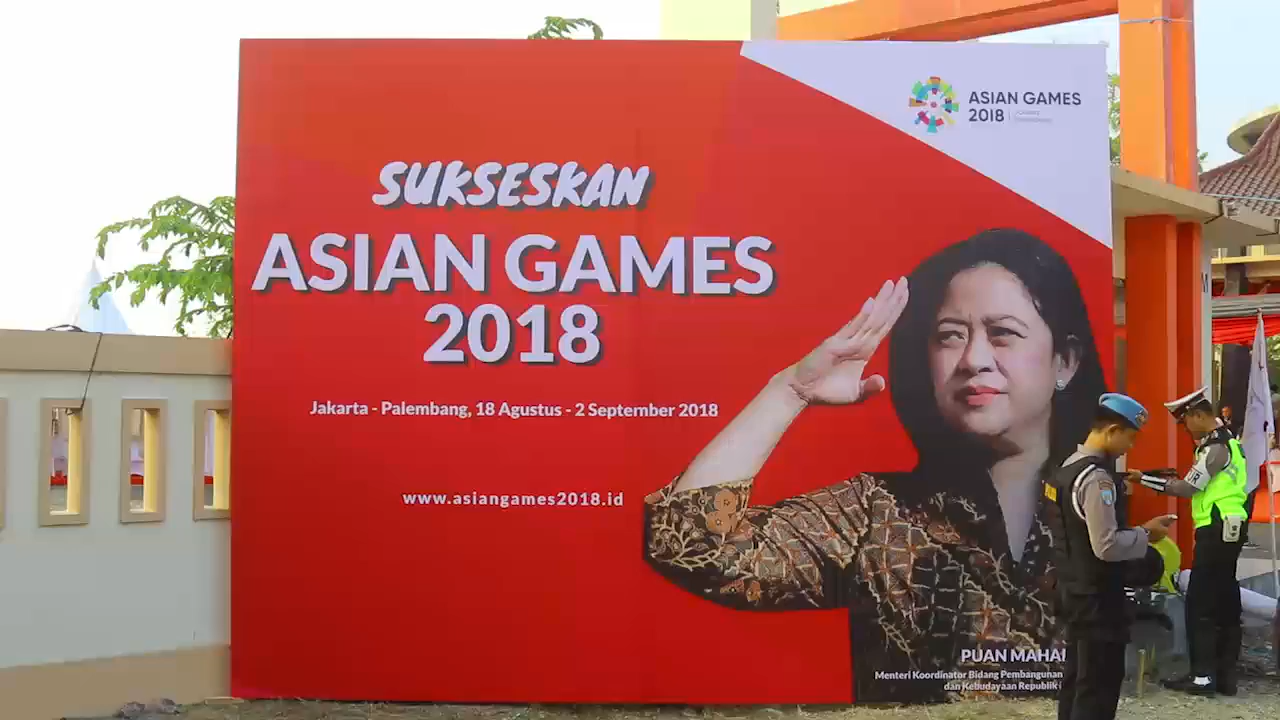 ASIAN GAMES
2018
SUKSESKAN
ASIAN GAMES
2018
Jakarta - Palembang, 18 Agustus - 2 September 2018
www.asiangames2018.id
PUAN MAHA
Menteri Koordinator Bidang Pembangunan
dan Kebudayaan Republik